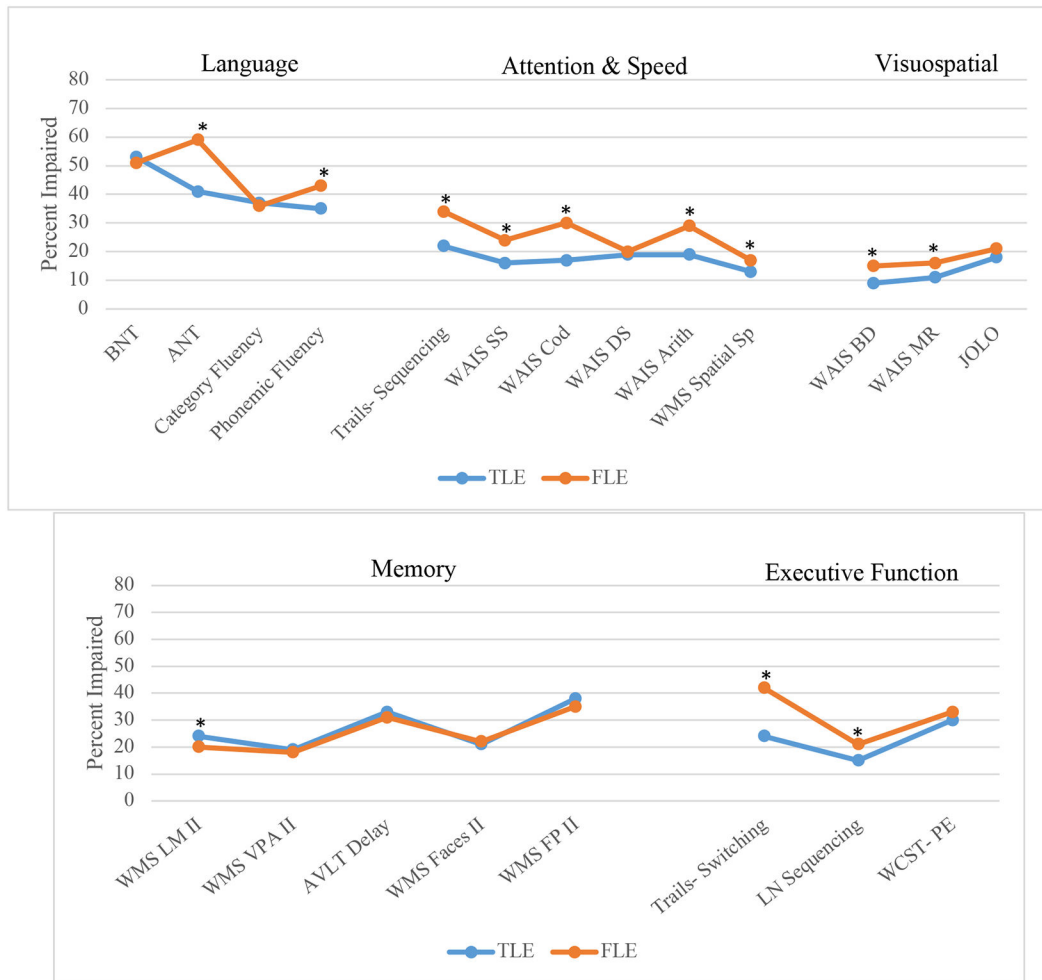 Language
Attention & Speed
Visuospatial
Percent Impaired
80
70
60
50
40
30
20
10
0
*
*
*
*
*
*
*
*
*
BNT
ANT
Category Fluency
Phonemic Fluency
Trails- Sequencing
WAIS SS
WAIS Cod
WAIS DS
WAIS Arith
WMS Spatial Sp
WAIS BD
WAIS MR
JOLO
TLE
FLE
Memory
Executive Function
Percent Impaired
80
70
60
50
40
30
20
10
0
*
*
*
WMS LM II
WMS VPA II
AVLT Delay
WMS Faces II
WMS FP II
Trails- Switching
LN Sequencing
WCST- PE
TLE
FLE